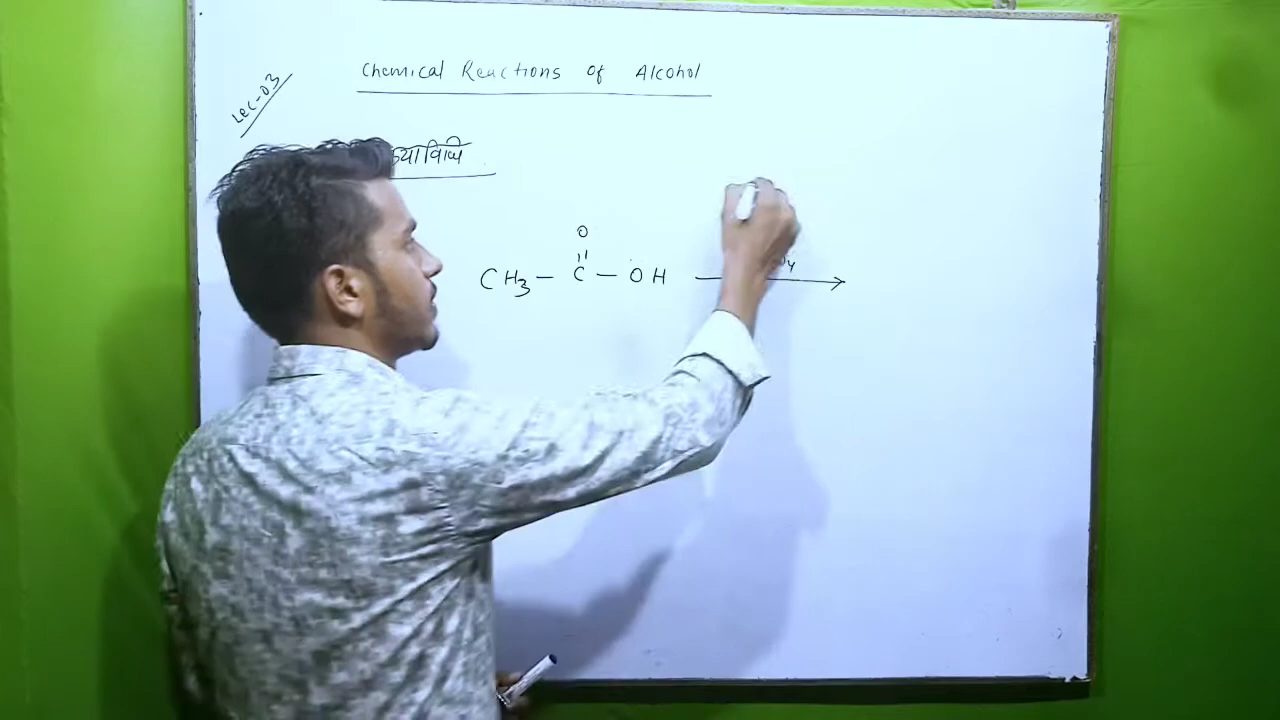 Lec-03
Chemical Reactions of Alcohol
O
CH3 — C — OH